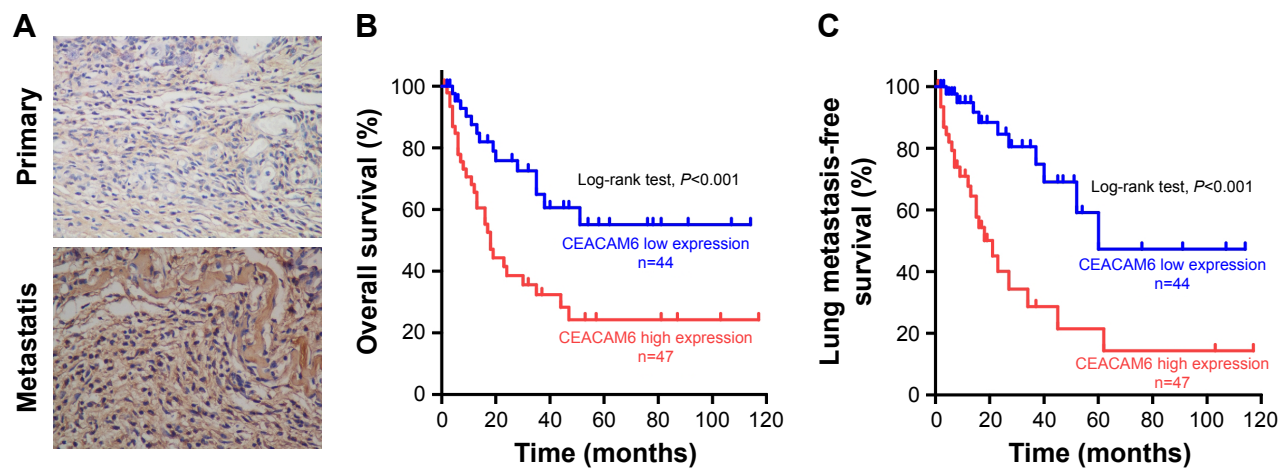 A
Primary
Metastatis
B
Overall survival (%)
100
80
60
40
20
0
Log-rank test, P<0.001
CEACAM6 low expression
n=44
CEACAM6 high expression
n=47
0 20 40 60 80 100 120
Time (months)
C
Lung metastasis-free
survival (%)
100
80
60
40
20
0
Log-rank test, P<0.001
CEACAM6 low expression
n=44
CEACAM6 high expression
n=47
0 20 40 60 80 100 120
Time (months)